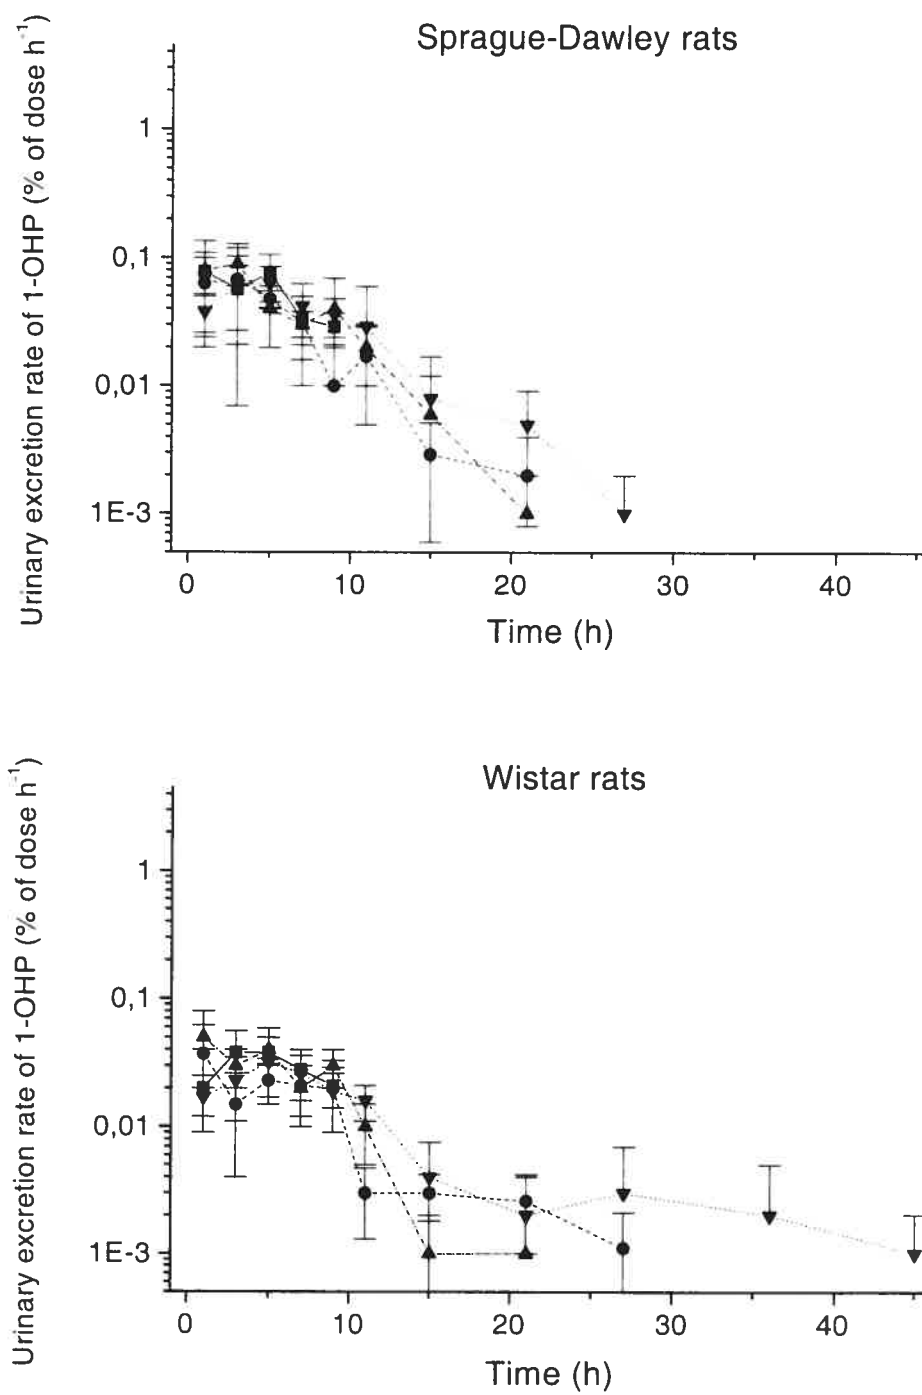 Sprague-Dawley rats
Urinary excretion rate of 1-OHP (% of dose h⁻¹)
1
0,1
0,01
1E-3
0 10 20 30 40
Time (h)
Wistar rats
Urinary excretion rate of 1-OHP (% of dose h⁻¹)
1
0,1
0,01
1E-3
0 10 20 30 40
Time (h)